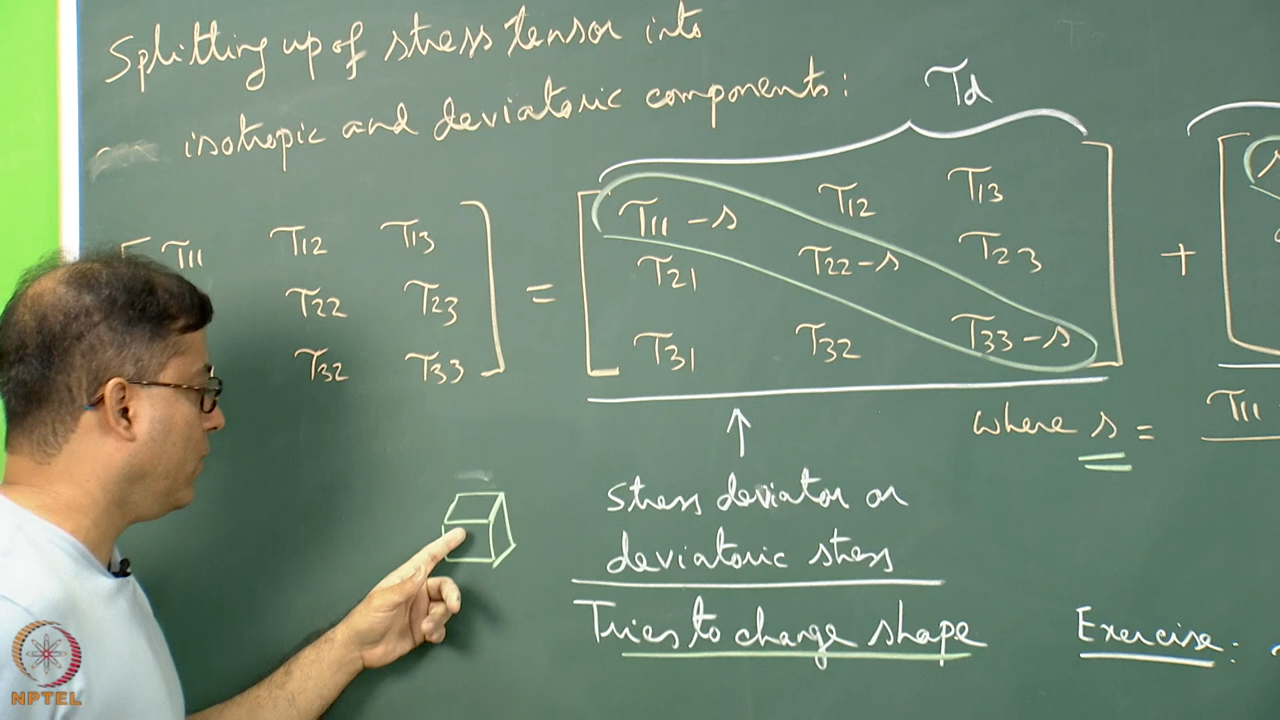 Splitting up of stress tensor into
isotropic and deviatoric components:
Td
T11 T12 T13 = T11-s T12 T13 +
T22 T23 T21 T22-s T23
T32 T33 T31 T32 T33-s
where s = T11
stress deviator or
deviatoric stress
Tries to change shape
Exercise:
NPTEL